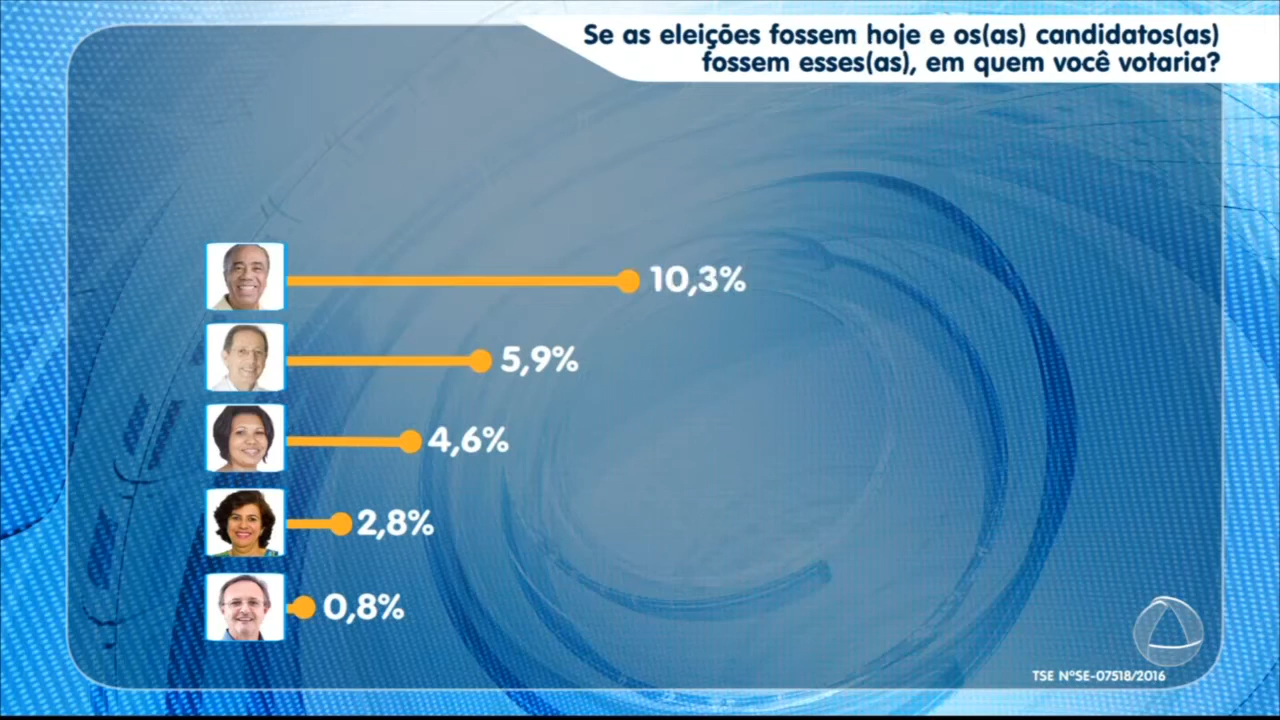 Se as eleições fossem hoje e os(as) candidatos(as)
fossem esses(as), em quem você votaria?
10,3%
5,9%
4,6%
2,8%
0,8%
TSE NºSE-07518/2016